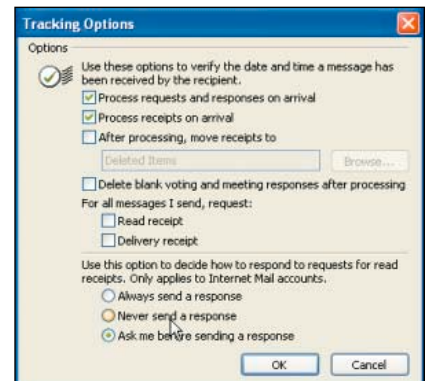 Tracking Options
Options
Use these options to verify the date and time a message has
been received by the recipient.
Process requests and responses on arrival
Process receipts on arrival
After processing, move receipts to
Deleted Items
Browse...
Delete blank voting and meeting responses after processing
For all messages I send, request:
Read receipt
Delivery receipt
Use this option to decide how to respond to requests for read
receipts. Only applies to Internet Mail accounts.
Always send a response
Never send a response
Ask me before sending a response
OK
Cancel